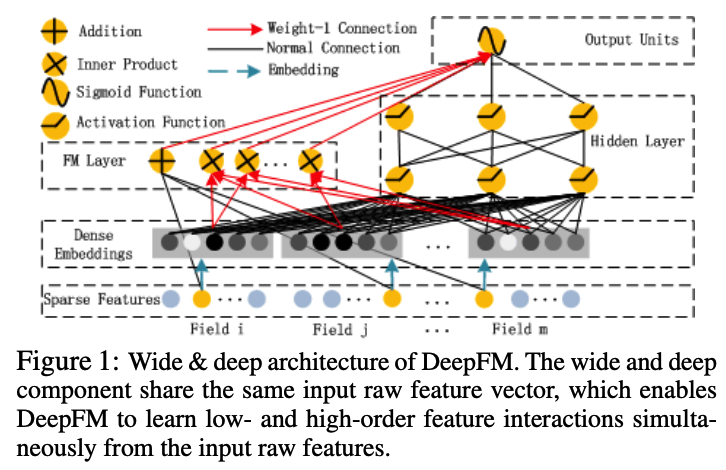 Addition
Weight-1 Connection
Normal Connection
Output Units
Inner Product
Embedding
Sigmoid Function
Activation Function
Hidden Layer
FM Layer
...
Dense
Embeddings
...
Sparse Features
... ... ... ...
Field i Field j ... Field m
Figure 1: Wide & deep architecture of DeepFM. The wide and deep
component share the same input raw feature vector, which enables
DeepFM to learn low- and high-order feature interactions simulta-
neously from the input raw features.